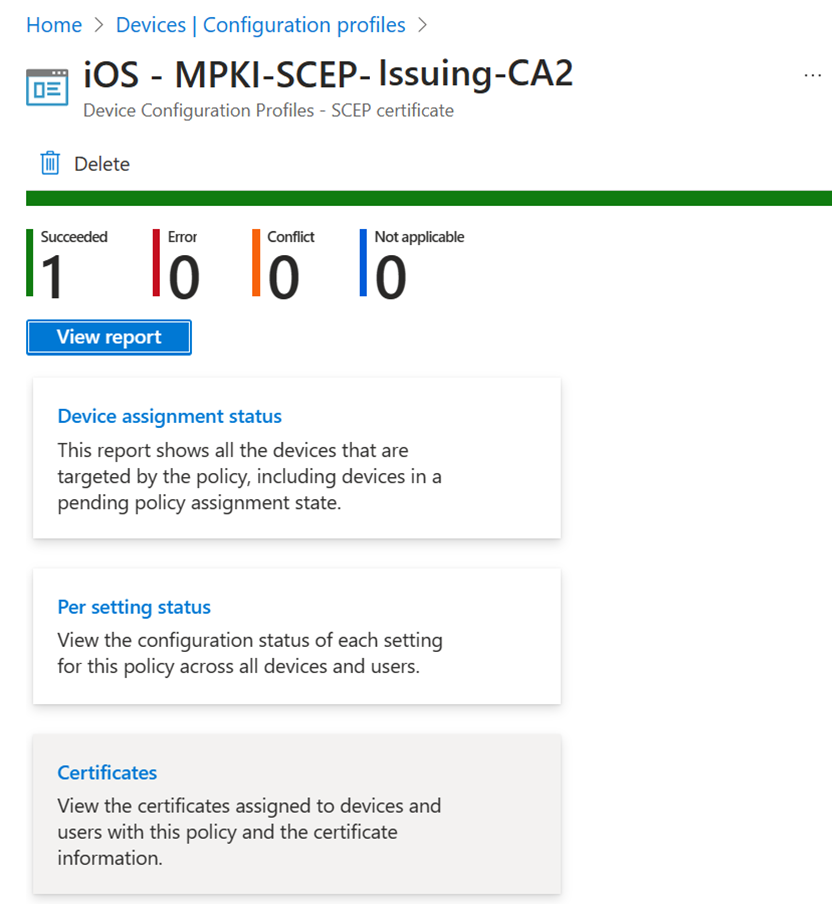 Home > Devices | Configuration profiles >
iOS - MPKI-SCEP-Issuing-CA2
...
Device Configuration Profiles - SCEP certificate
Delete
Succeeded
1
Error
0
Conflict
0
Not applicable
0
View report
Device assignment status
This report shows all the devices that are
targeted by the policy, including devices in a
pending policy assignment state.
Per setting status
View the configuration status of each setting
for this policy across all devices and users.
Certificates
View the certificates assigned to devices and
users with this policy and the certificate
information.